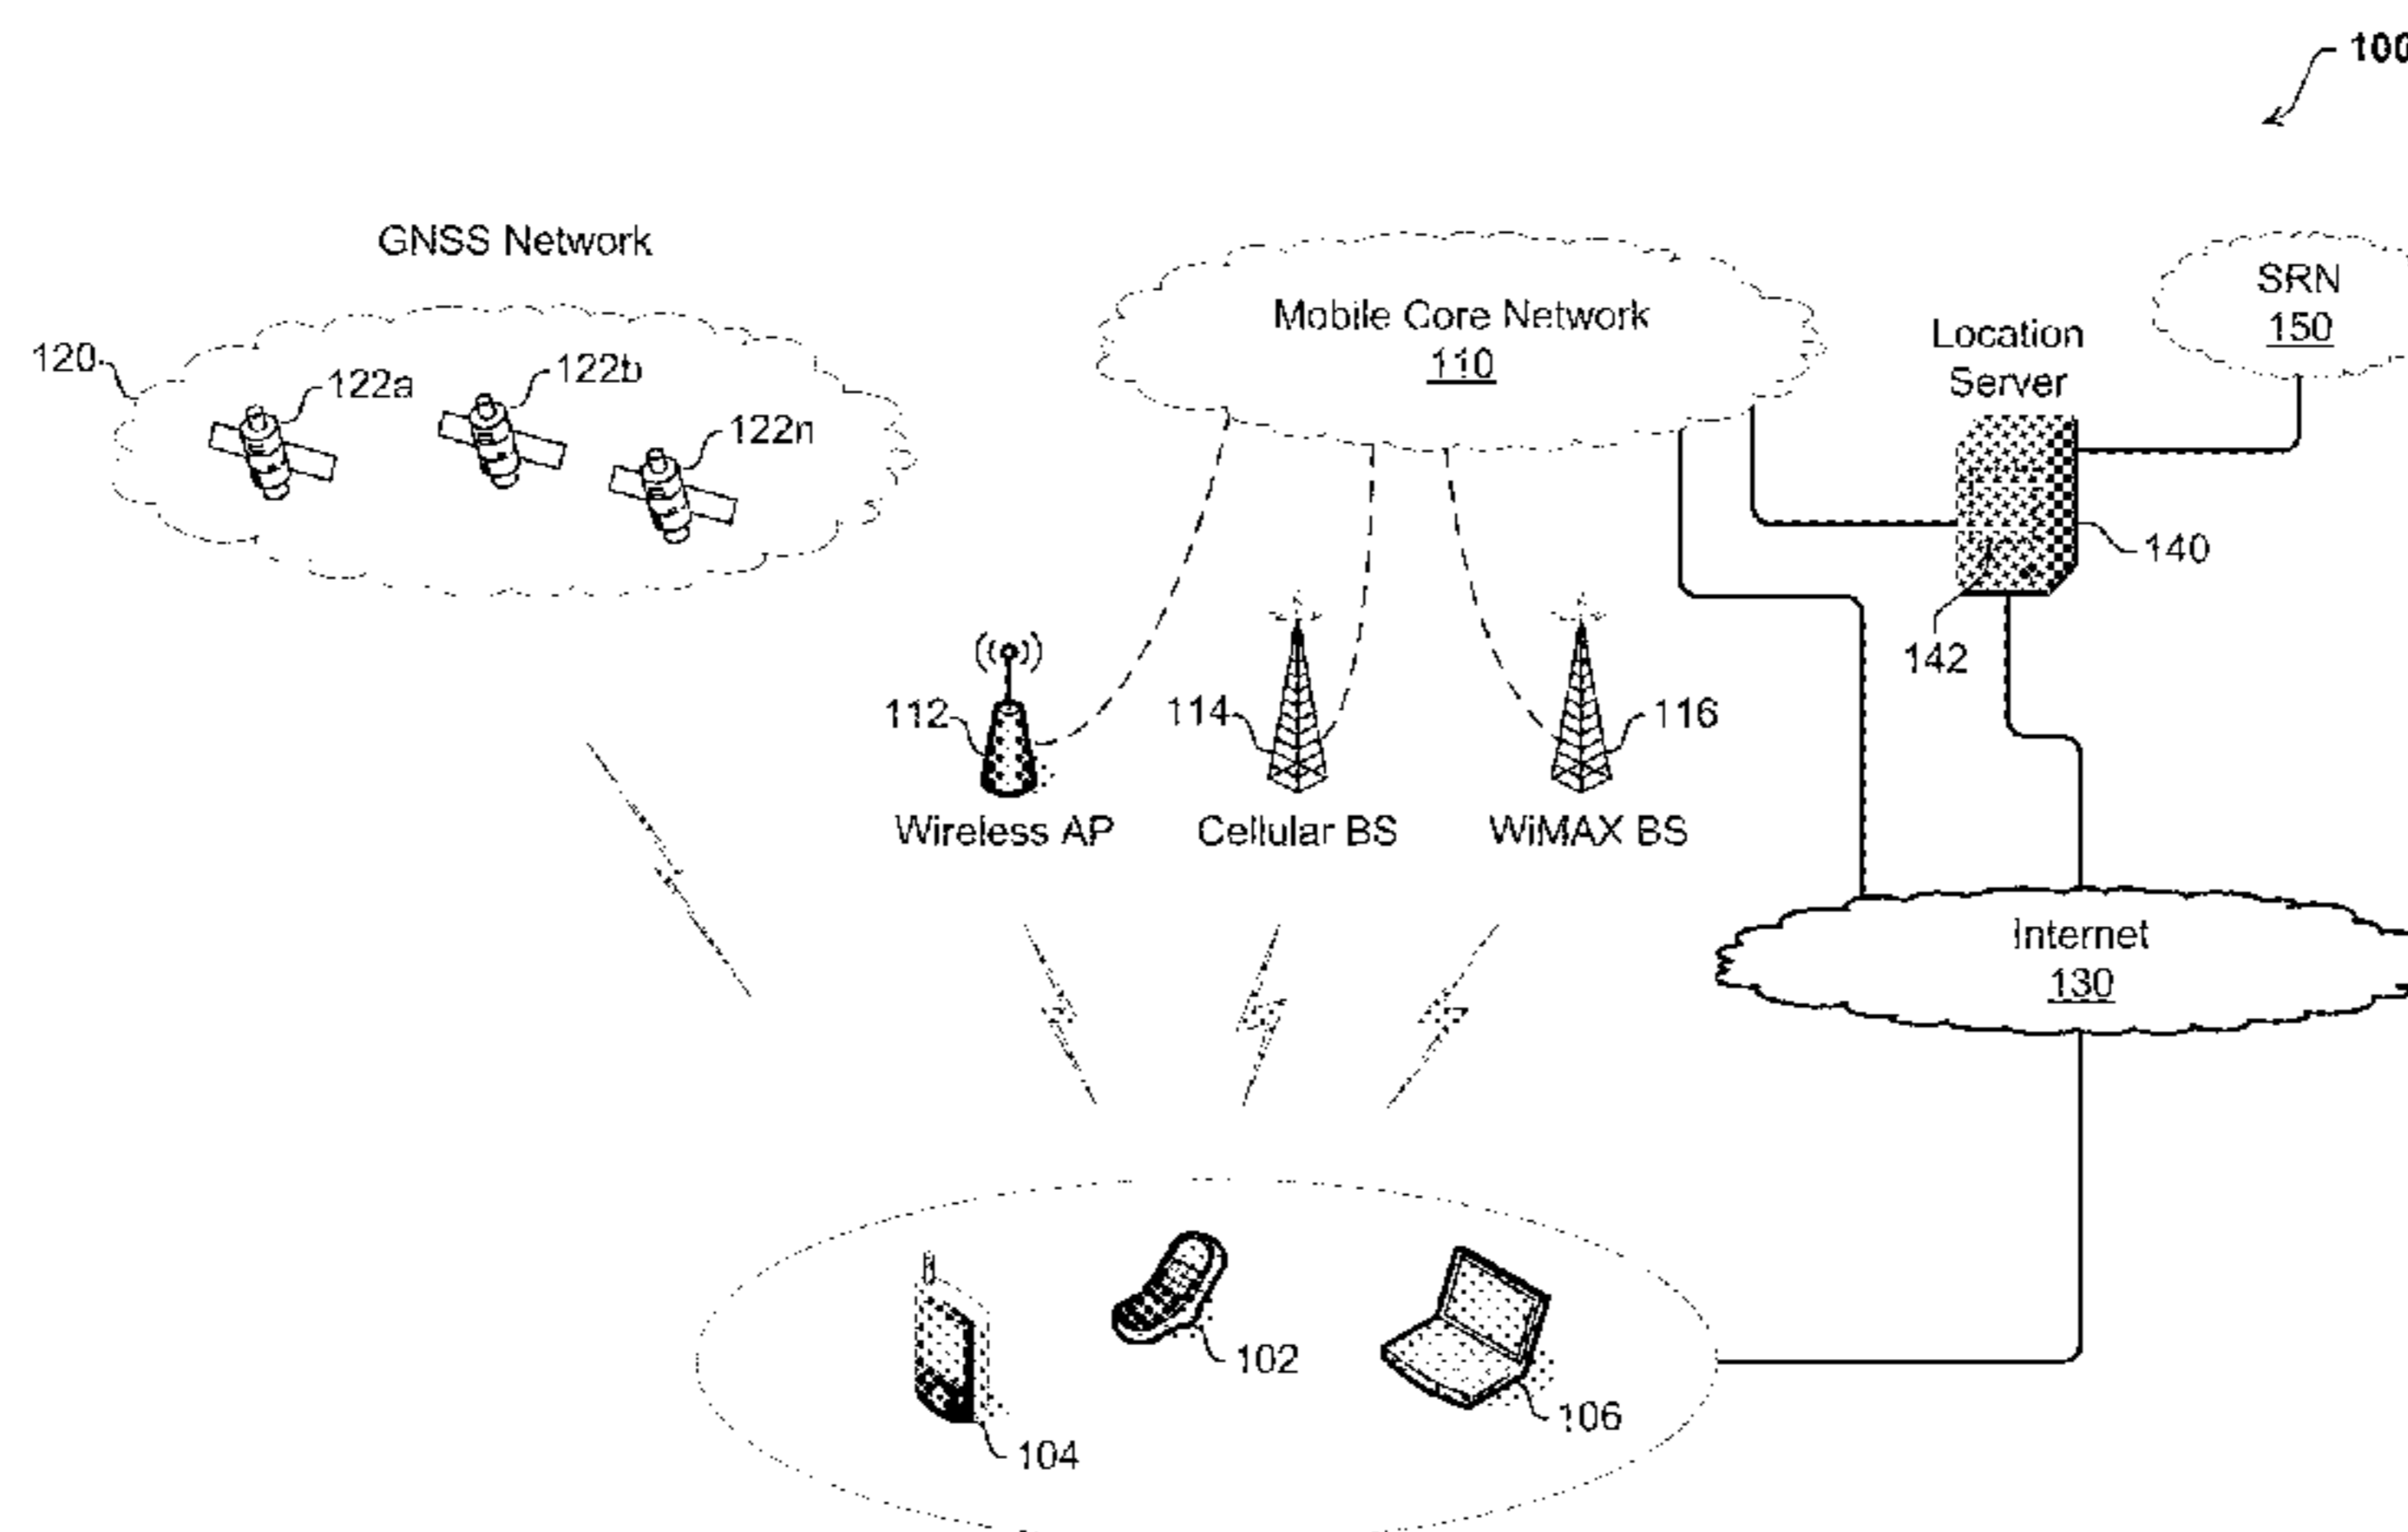 100
GNSS Network
120
122a
122b
122n
Mobile Core Network
110
SRN
150
Location
Server
140
142
112
114
116
Wireless AP
Cellular BS
WiMAX BS
Internet
130
102
104
106